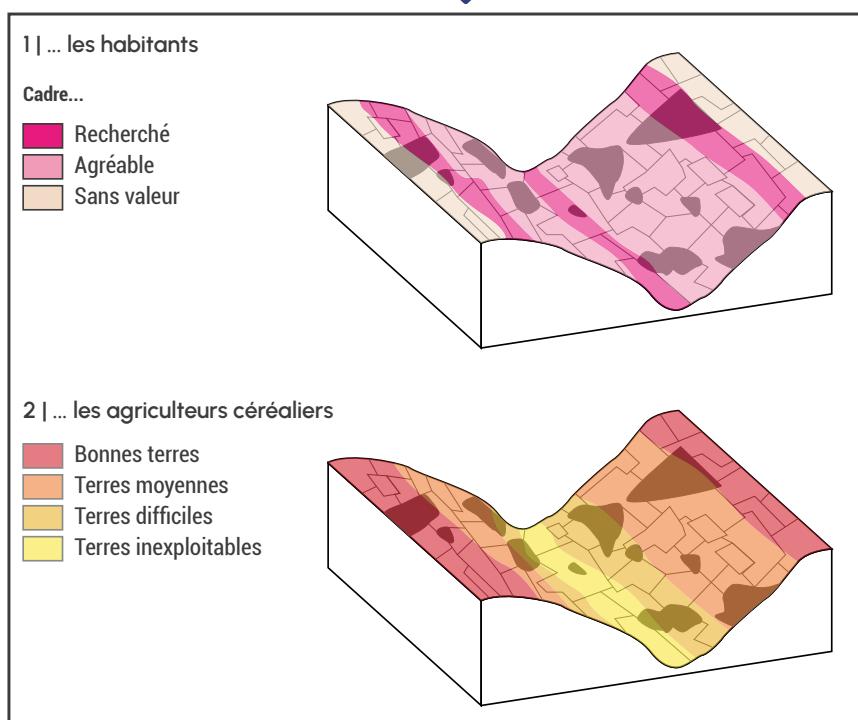 1 | ... les habitants
Cadre...
Recherché
Agréable
Sans valeur
2 | ... les agriculteurs céréaliers
Bonnes terres
Terres moyennes
Terres difficiles
Terres inexploitables